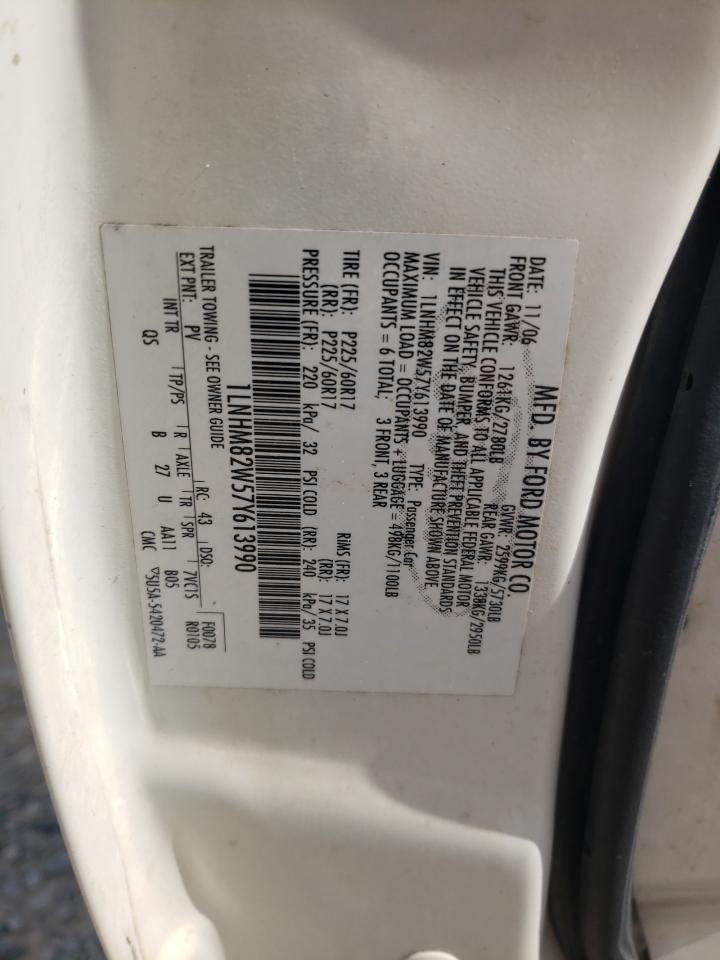 MFD. BY FORD MOTOR CO.
DATE: 11/06 GVWR: 2599KG/5730LB
FRONT GAWR: 1261KG/2780LB REAR GAWR: 1338KG/2950LB
THIS VEHICLE CONFORMS TO ALL APPLICABLE FEDERAL MOTOR
VEHICLE SAFETY, BUMPER, AND THEFT PREVENTION STANDARDS
IN EFFECT ON THE DATE OF MANUFACTURE SHOWN ABOVE
VIN: 1LNHM82W57Y613990 TYPE: Passenger Car
MAXIMUM LOAD = OCCUPANTS + LUGGAGE = 498KG/1100LB
OCCUPANTS = 6 TOTAL; 3 FRONT, 3 REAR
TIRE (FR): P225/60R17 RIMS (FR): 17 X 7.0J
(RR): P225/60R17 (RR): 17 X 7.0J
PRESSURE (FR): 220 kPa/ 32 PSI COLD (RR): 240 kPa/ 35 PSI COLD
1LNHM82W57Y613990
TRAILER TOWING - SEE OWNER GUIDE F0078
EXT PNT: PV RC: 43 DSO: R0105
INT TR TP/PS R AXLE TR SPR 7VC1S
QS B 27 U AA11 B05
CMC 5U5A-5420472-AA